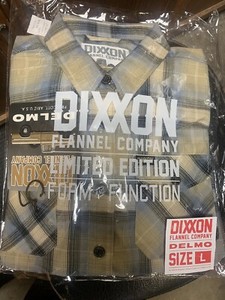 DIXXON
DIXXON
FLANNEL COMPANY
DELMO
LIMITED EDITION
FORM + FUNCTION
DIXXON
FLANNEL COMPANY
DELMO
SIZE L